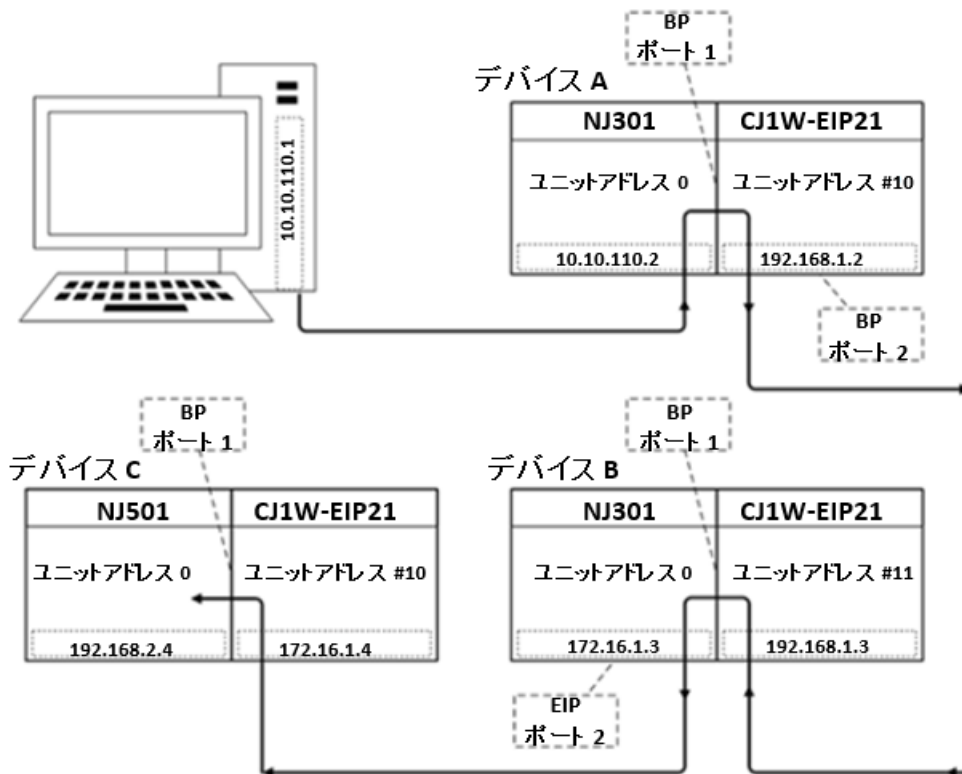 BP
ポート 1
デバイス A
NJ301
CJ1W-EIP21
ユニットアドレス 0
ユニットアドレス #10
10.10.110.1
10.10.110.2
192.168.1.2
BP
ポート 2
BP
ポート 1
BP
ポート 1
デバイス C
デバイス B
NJ501
CJ1W-EIP21
NJ301
CJ1W-EIP21
ユニットアドレス 0
ユニットアドレス #10
ユニットアドレス 0
ユニットアドレス #11
192.168.2.4
172.16.1.4
172.16.1.3
192.168.1.3
EIP
ポート 2